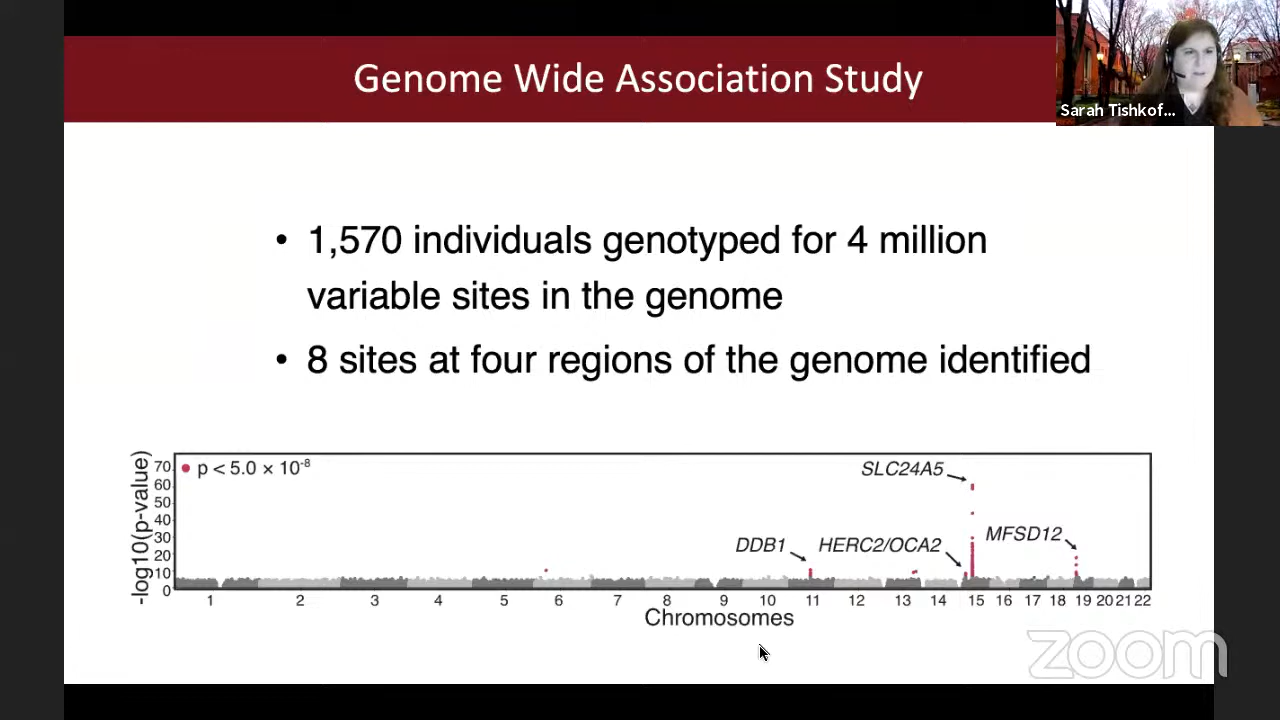 Genome Wide Association Study
Sarah Tishkof...
• 1,570 individuals genotyped for 4 million
variable sites in the genome
• 8 sites at four regions of the genome identified
-log10(p-value)
70
60
50
40
30
20
10
0
p < 5.0 × 10-8
SLC24A5
DDB1
HERC2/OCA2
MFSD12
1 2 3 4 5 6 7 8 9 10 11 12 13 14 15 16 17 18 19 20 21 22
Chromosomes
zoom